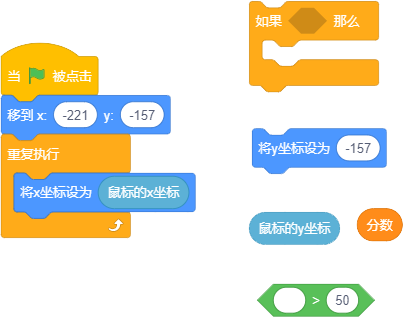 当 被点击
移到 x: -221 y: -157
重复执行
将x坐标设为 鼠标的x坐标
如果 那么
将y坐标设为 -157
鼠标的y坐标
分数
> 50